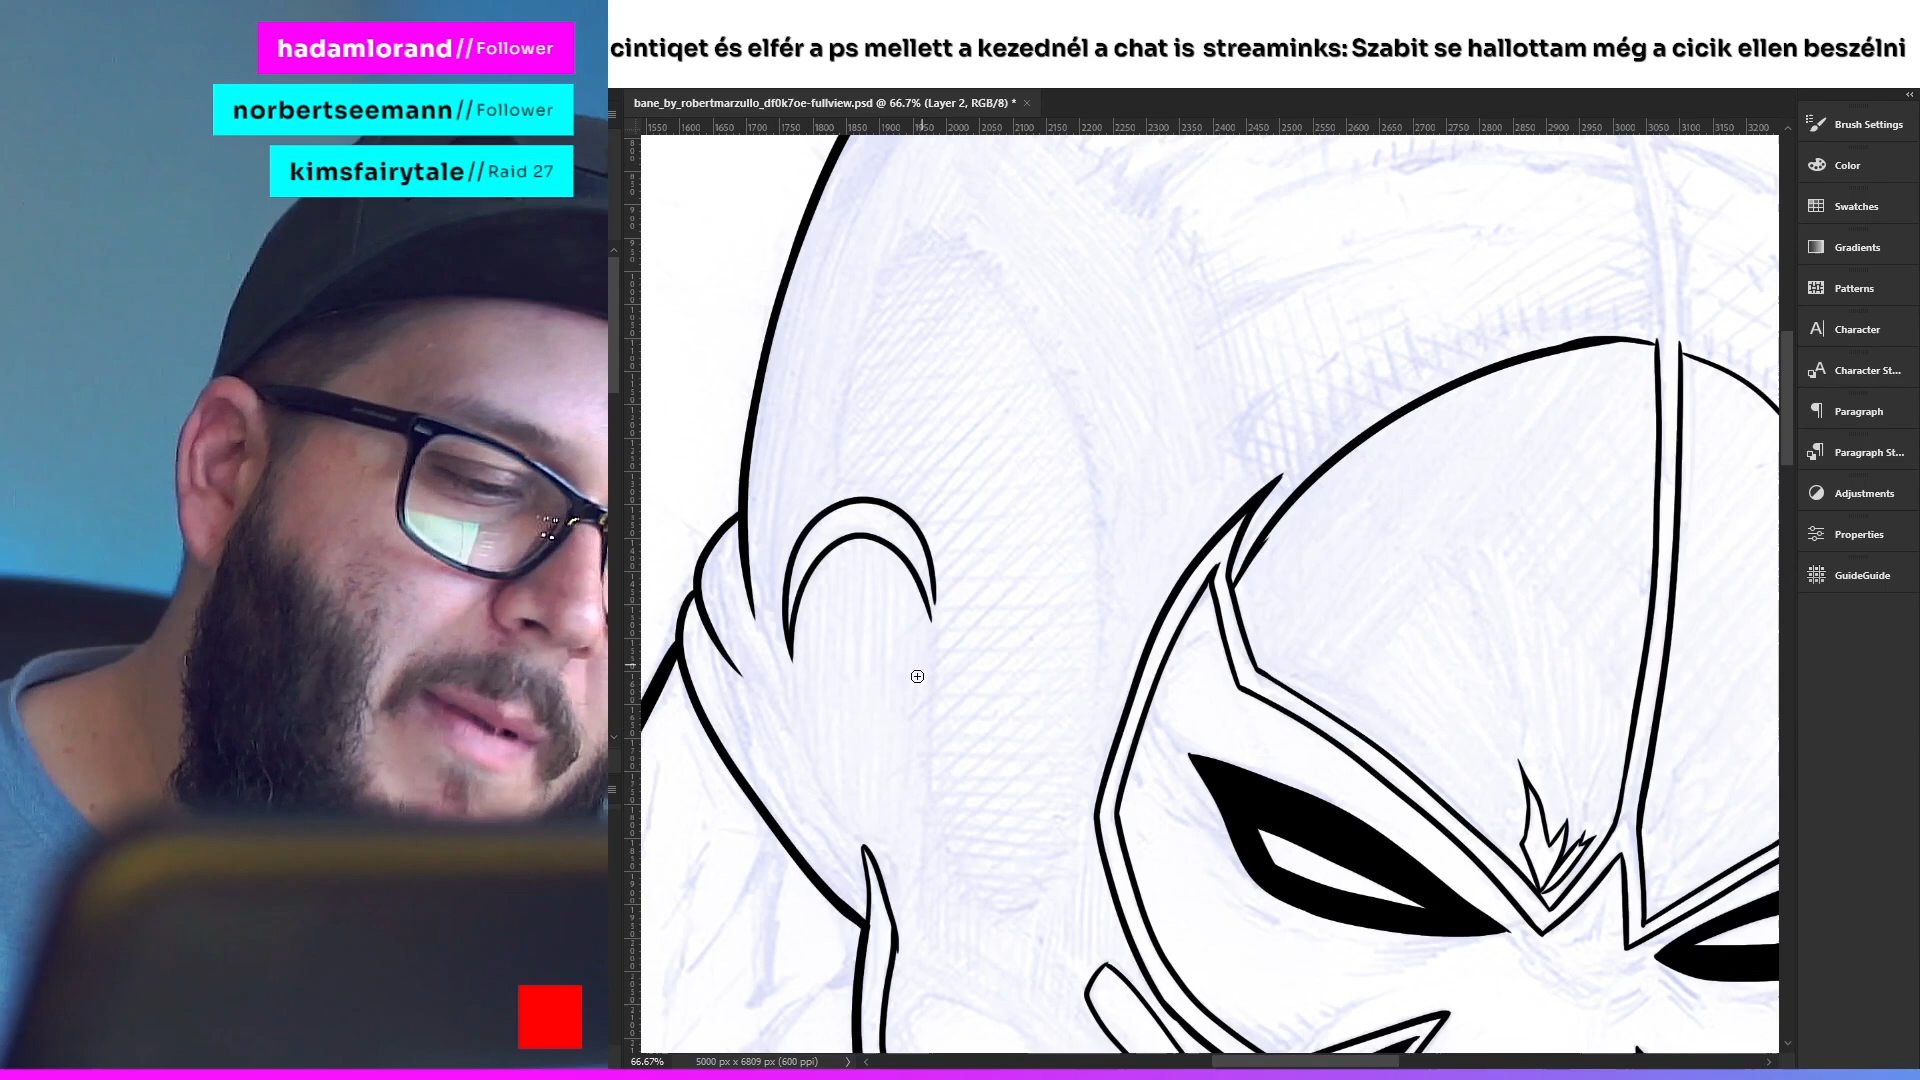 hadamlorand // Follower
norbertseemann // Follower
kimsfairytale // Raid 27
cintiqet és elfér a ps mellett a kezednél a chat is streaminks: Szabit se hallottam még a cicik ellen beszélni
bane_by_robertmarzullo_df0k7oe-fullview.psd @ 66.7% (Layer 2, RGB/8) *
1550 1600 1650 1700 1750 1800 1850 1900 1950 2000 2050 2100 2150 2200 2250 2300 2350 2400 2450 2500 2550 2600 2650 2700 2750 2800 2850 2900 2950 3000 3050 3100 3150 3200
Brush Settings
Color
Swatches
Gradients
Patterns
Character
Character St...
Paragraph
Paragraph St...
Adjustments
Properties
GuideGuide
66.67%
5000 px x 6809 px (600 ppi)